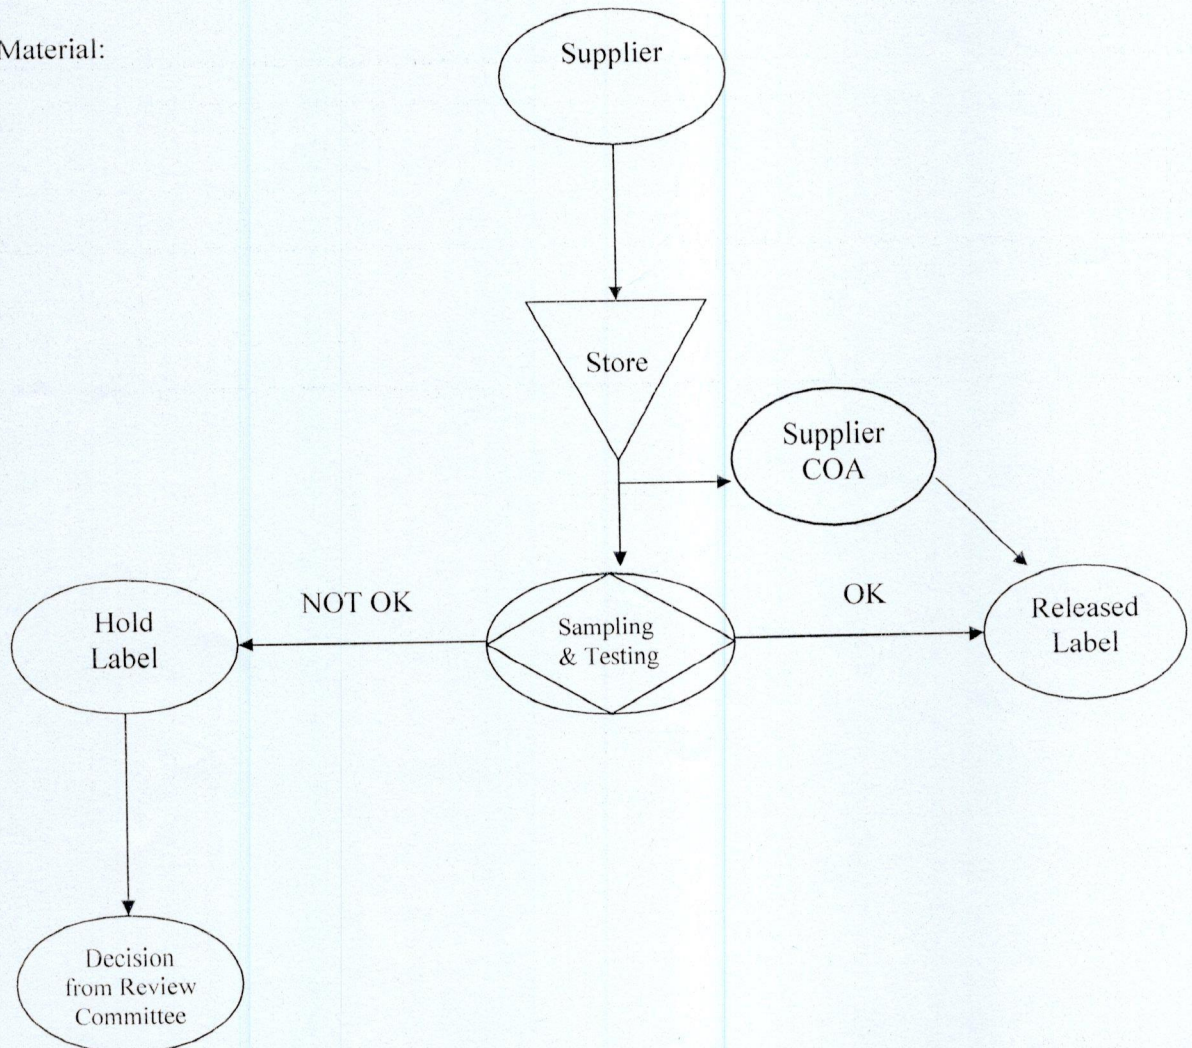 Material:
Supplier
Store
Supplier
COA
NOT OK
OK
Hold
Label
Sampling
& Testing
Released
Label
Decision
from Review
Committee